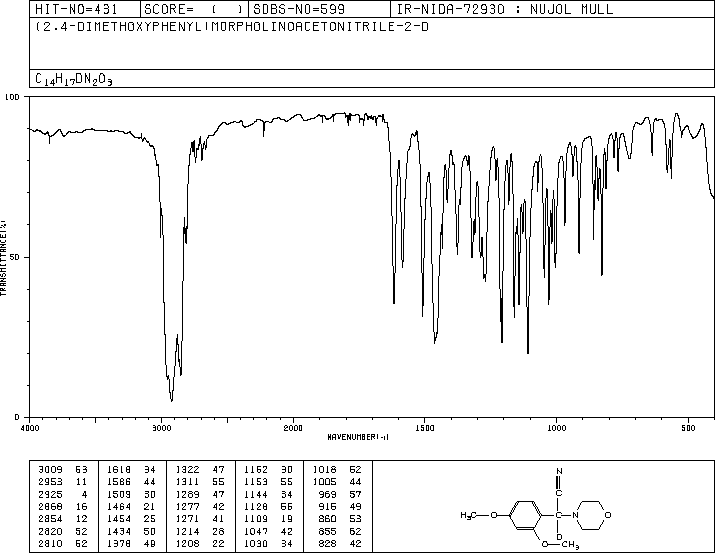 HIT-NO=431 SCORE= ( ) SDBS-NO=599 IR-NIDA-72930 : NUJOL MULL
(2,4-DIMETHOXYPHENYL)MORPHOLINOACETONITRILE-2-D
C14H17DN2O3
100
TRANSMITTANCE(%)
50
0
4000 3000 2000 1500 1000 500
WAVENUMBER(-1)
3009 53 1618 34 1322 47 1162 30 1018 52
2953 11 1586 44 1311 55 1153 55 1005 44
2925 4 1509 30 1289 47 1144 34 969 57
2868 16 1464 21 1277 42 1128 55 916 49
2854 12 1454 25 1271 41 1109 19 860 53
2820 52 1434 50 1214 28 1047 42 855 52
2810 52 1378 49 1208 22 1030 34 828 42
N
C
CH3O
C
N
O
D
OCH3